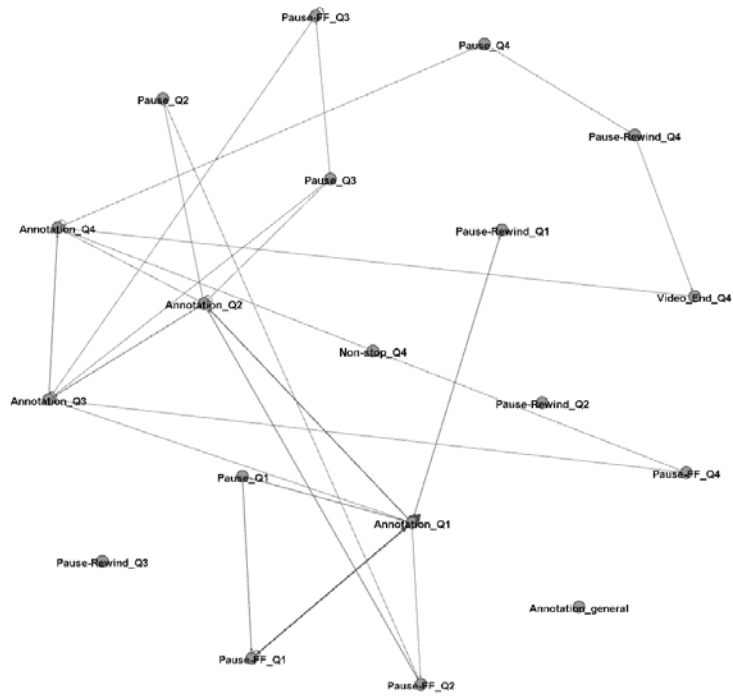 Pause-FF_Q3
Pause_Q4
Pause_Q2
Pause-Rewind_Q4
Pause_Q3
Annotation_Q4
Pause-Rewind_Q1
Video_End_Q4
Annotation_Q2
Non-stop_Q4
Annotation_Q3
Pause-Rewind_Q2
Pause-FF_Q4
Pause_Q1
Annotation_Q1
Pause-Rewind_Q3
Annotation_general
Pause-FF_Q1
Pause-FF_Q2